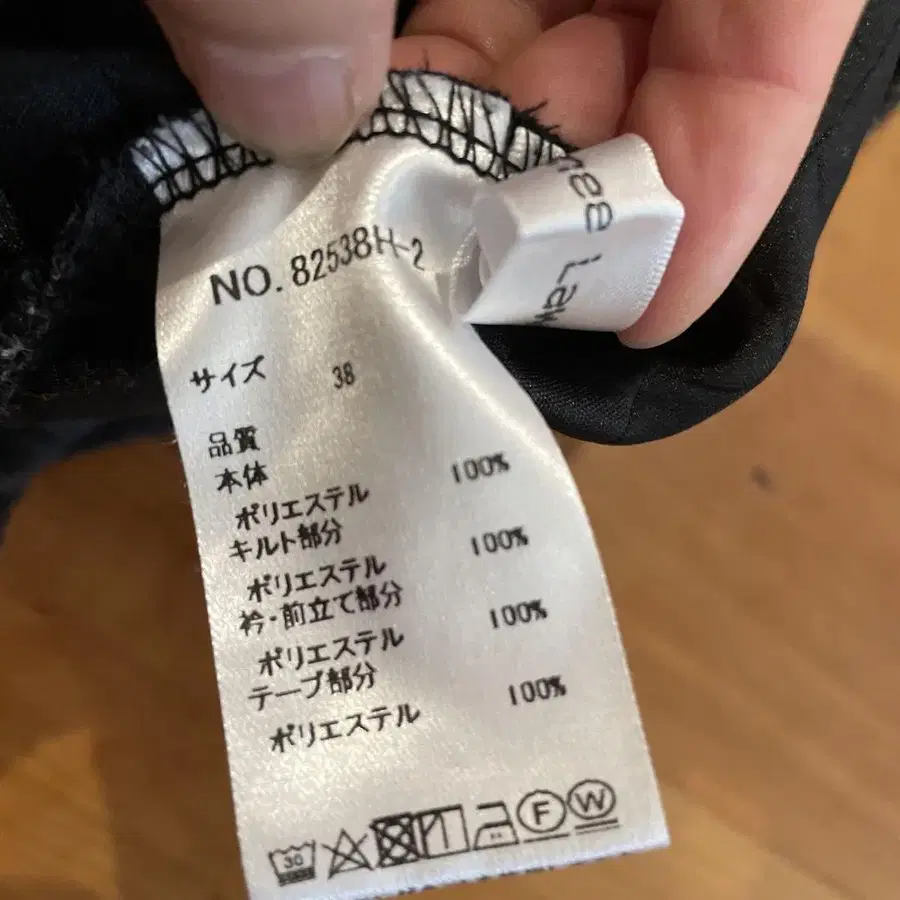 NO. 82538H-2
サイズ 38
品質
本体
ポリエステル 100%
キルト部分
ポリエステル 100%
衿・前立て部分
ポリエステル 100%
テープ部分
ポリエステル 100%
30 F W